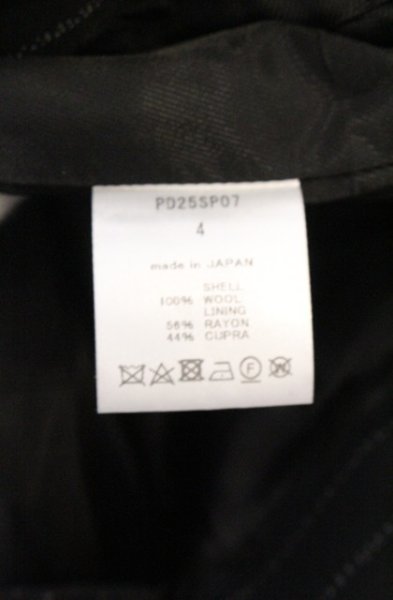 PD25SP07
4
made in JAPAN
SHELL
100% WOOL
LINING
56% RAYON
44% CUPRA
F
W